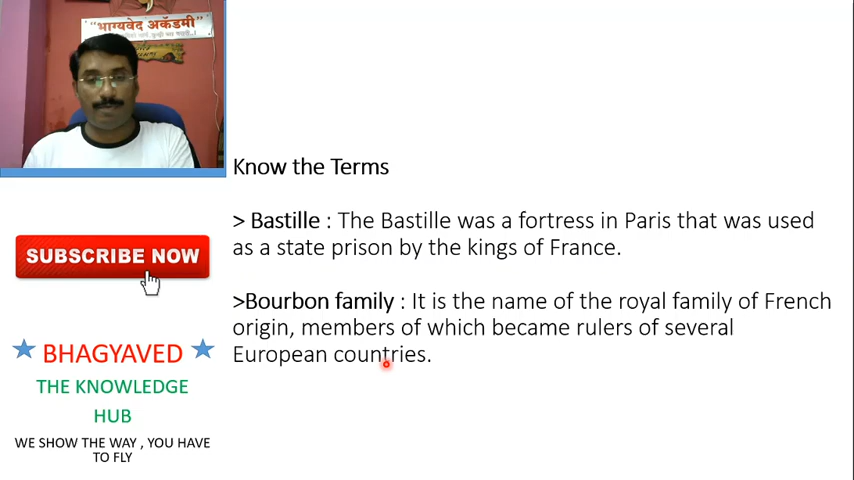 "भाग्यवेद अकॅडमी"
Know the Terms
> Bastille : The Bastille was a fortress in Paris that was used
as a state prison by the kings of France.
>Bourbon family : It is the name of the royal family of French
origin, members of which became rulers of several
European countries.
SUBSCRIBE NOW
BHAGYAVED
THE KNOWLEDGE
HUB
WE SHOW THE WAY , YOU HAVE
TO FLY